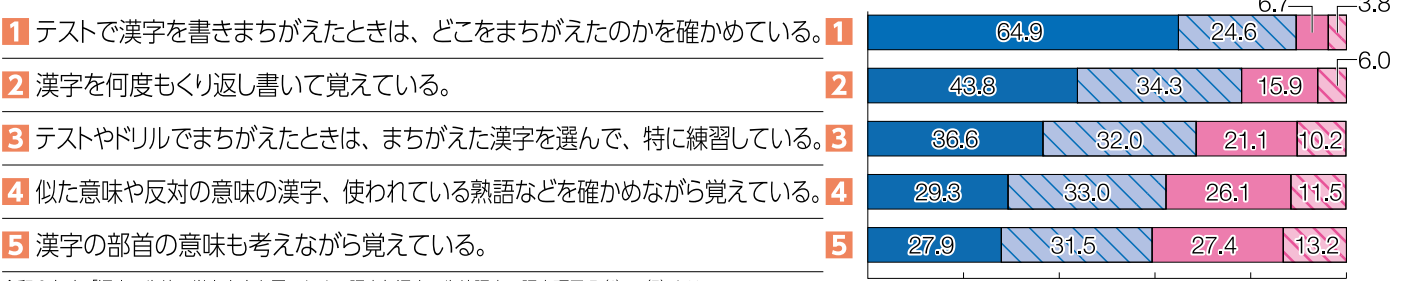 1 テストで漢字を書きまちがえたときは、どこをまちがえたのかを確かめている。
2 漢字を何度もくり返し書いて覚えている。
3 テストやドリルでまちがえたときは、まちがえた漢字を選んで、特に練習している。
4 似た意味や反対の意味の漢字、使われている熟語などを確かめながら覚えている。
5 漢字の部首の意味も考えながら覚えている。
6.7 3.8
1 64.9 24.6
6.0
2 43.8 34.3 15.9
3 36.6 32.0 21.1 10.2
4 29.3 33.0 26.1 11.5
5 27.9 31.5 27.4 13.2